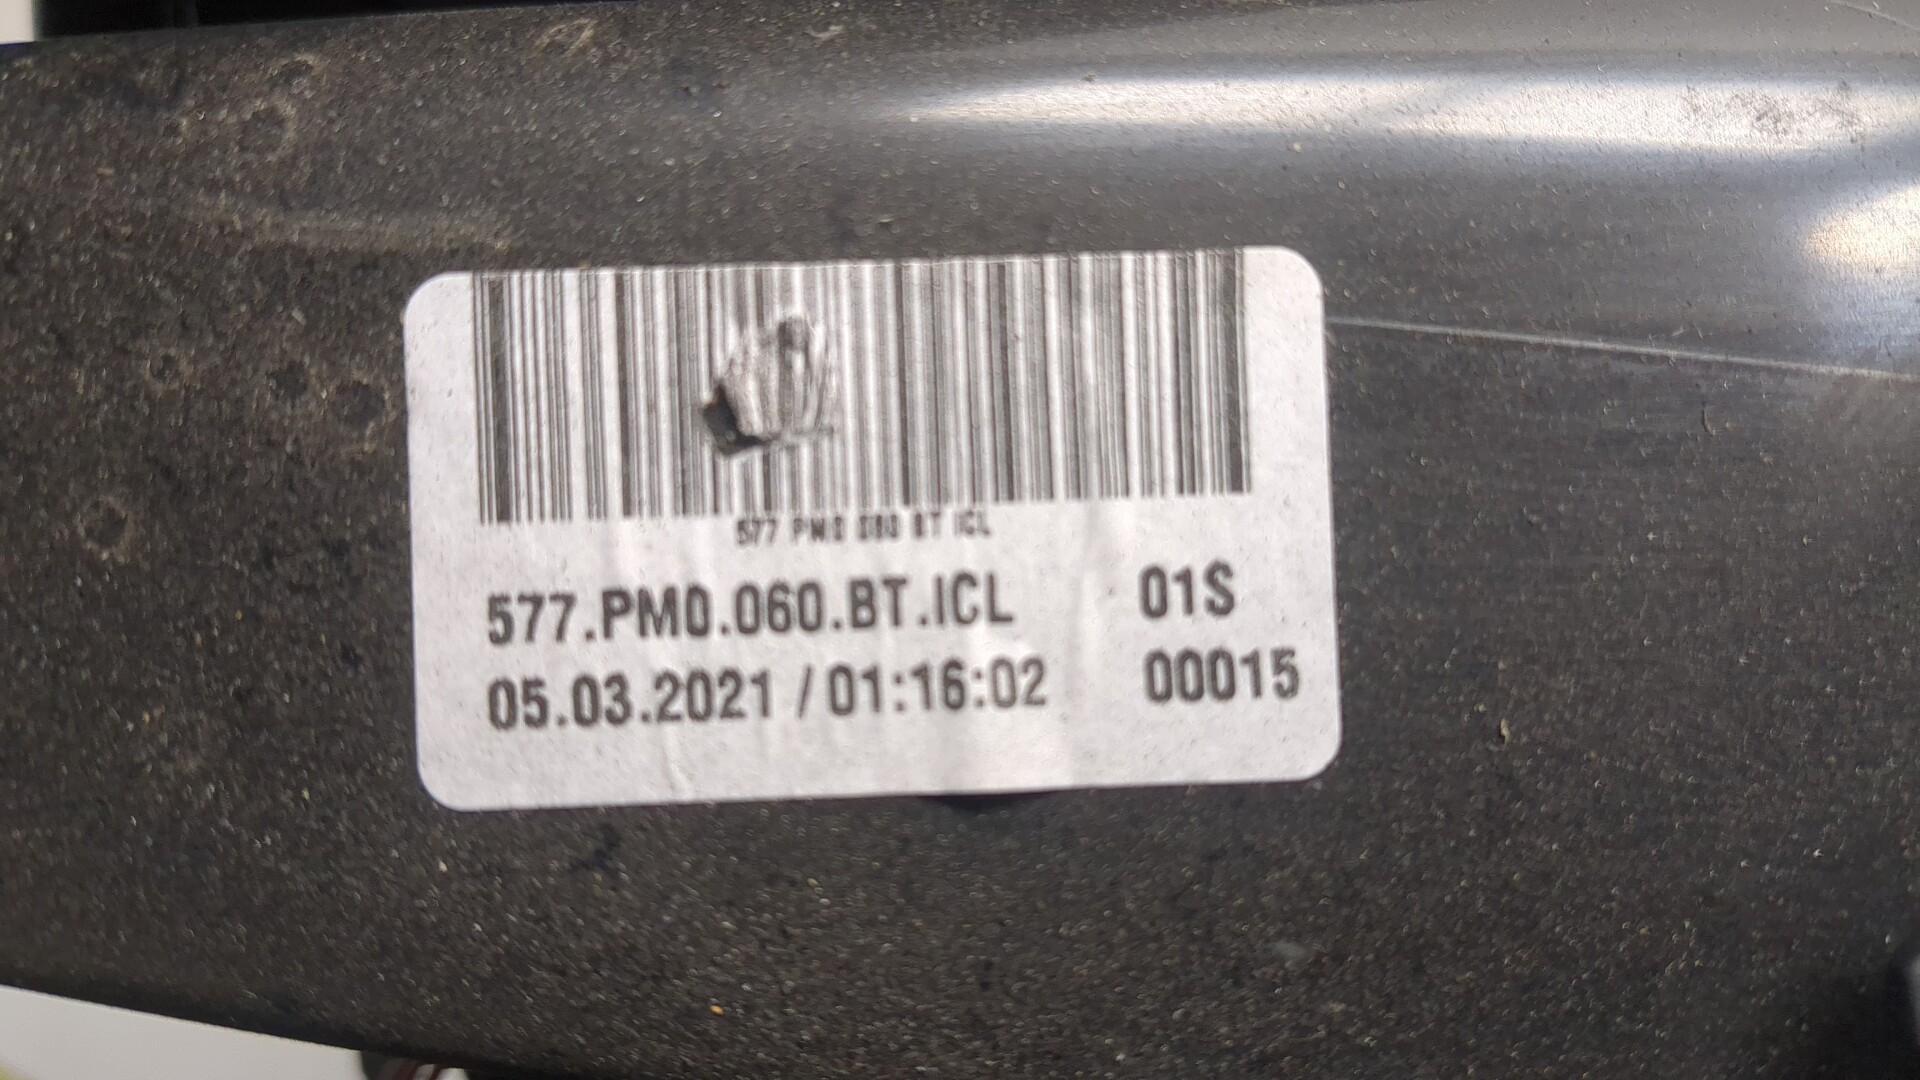 577 PM0 060 BT ICL
577.PM0.060.BT.ICL 01S
05.03.2021 / 01:16:02 00015